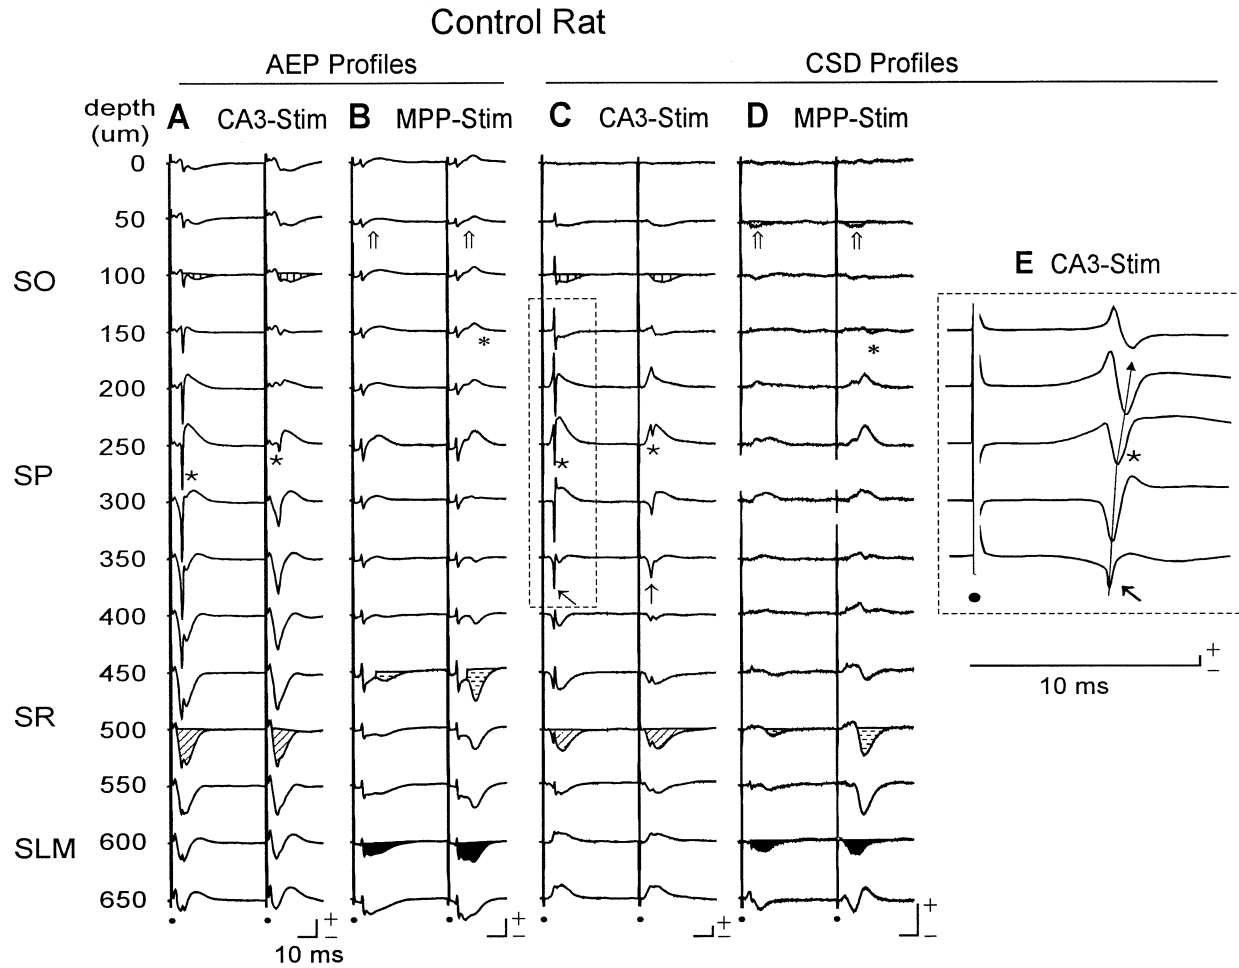 Control Rat
AEP Profiles
CSD Profiles
depth
(um)
A CA3-Stim
B MPP-Stim
C CA3-Stim
D MPP-Stim
0
50
SO
100
150
200
250
SP
300
350
400
450
SR
500
550
SLM
600
650
10 ms
E CA3-Stim
10 ms